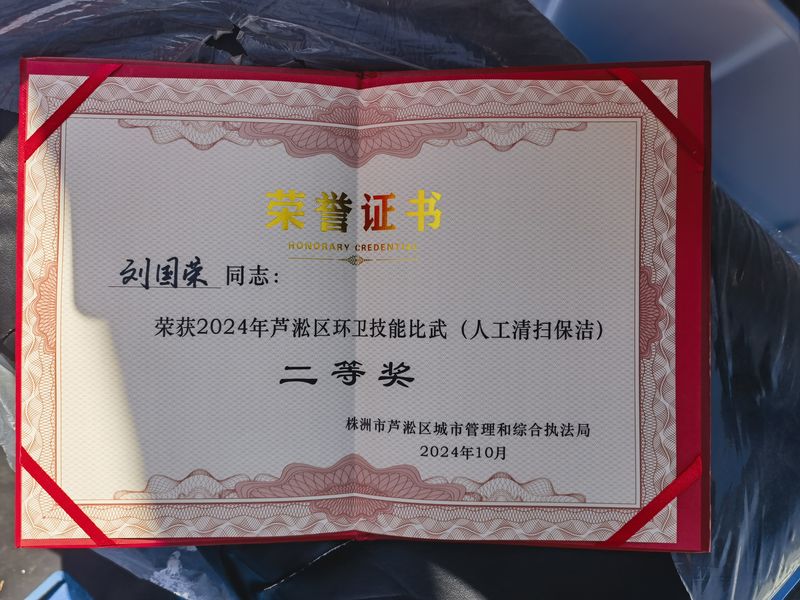 荣誉证书
HONORARY CREDENTIAL
刘国荣 同志：
荣获2024年芦淞区环卫技能比武（人工清扫保洁）
二等奖
株洲市芦淞区城市管理和综合执法局
2024年10月